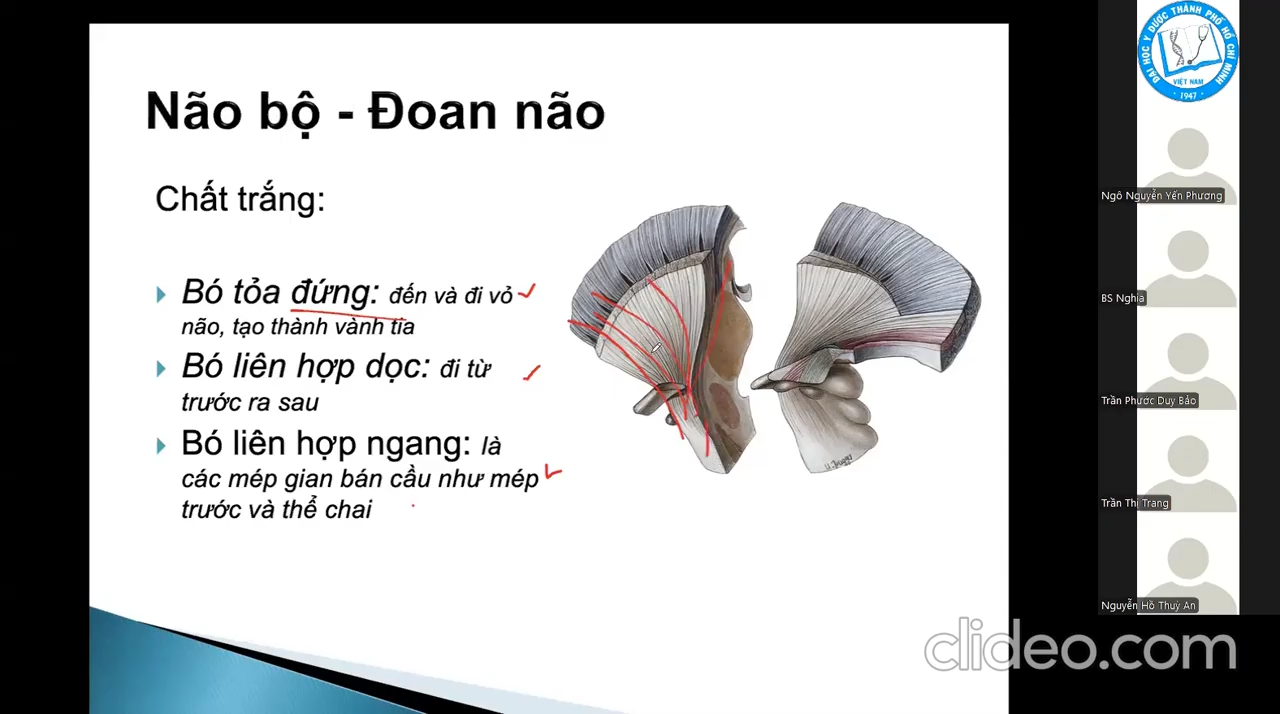 Não bộ - Đoan não
Chất trắng:
Bó tỏa đứng: đến và đi vỏ
não, tạo thành vành tia
Bó liên hợp dọc: đi từ
trước ra sau
Bó liên hợp ngang: là
các mép gian bán cầu như mép
trước và thể chai
ĐẠI HỌC Y DƯỢC THÀNH PHỐ HỒ CHÍ MINH
VIỆT NAM
1947
Ngô Nguyễn Yến Phương
BS Nghia
Trần Phước Duy Bảo
Trần Thị Trang
Nguyễn Hồ Thuỳ An
clideo.com